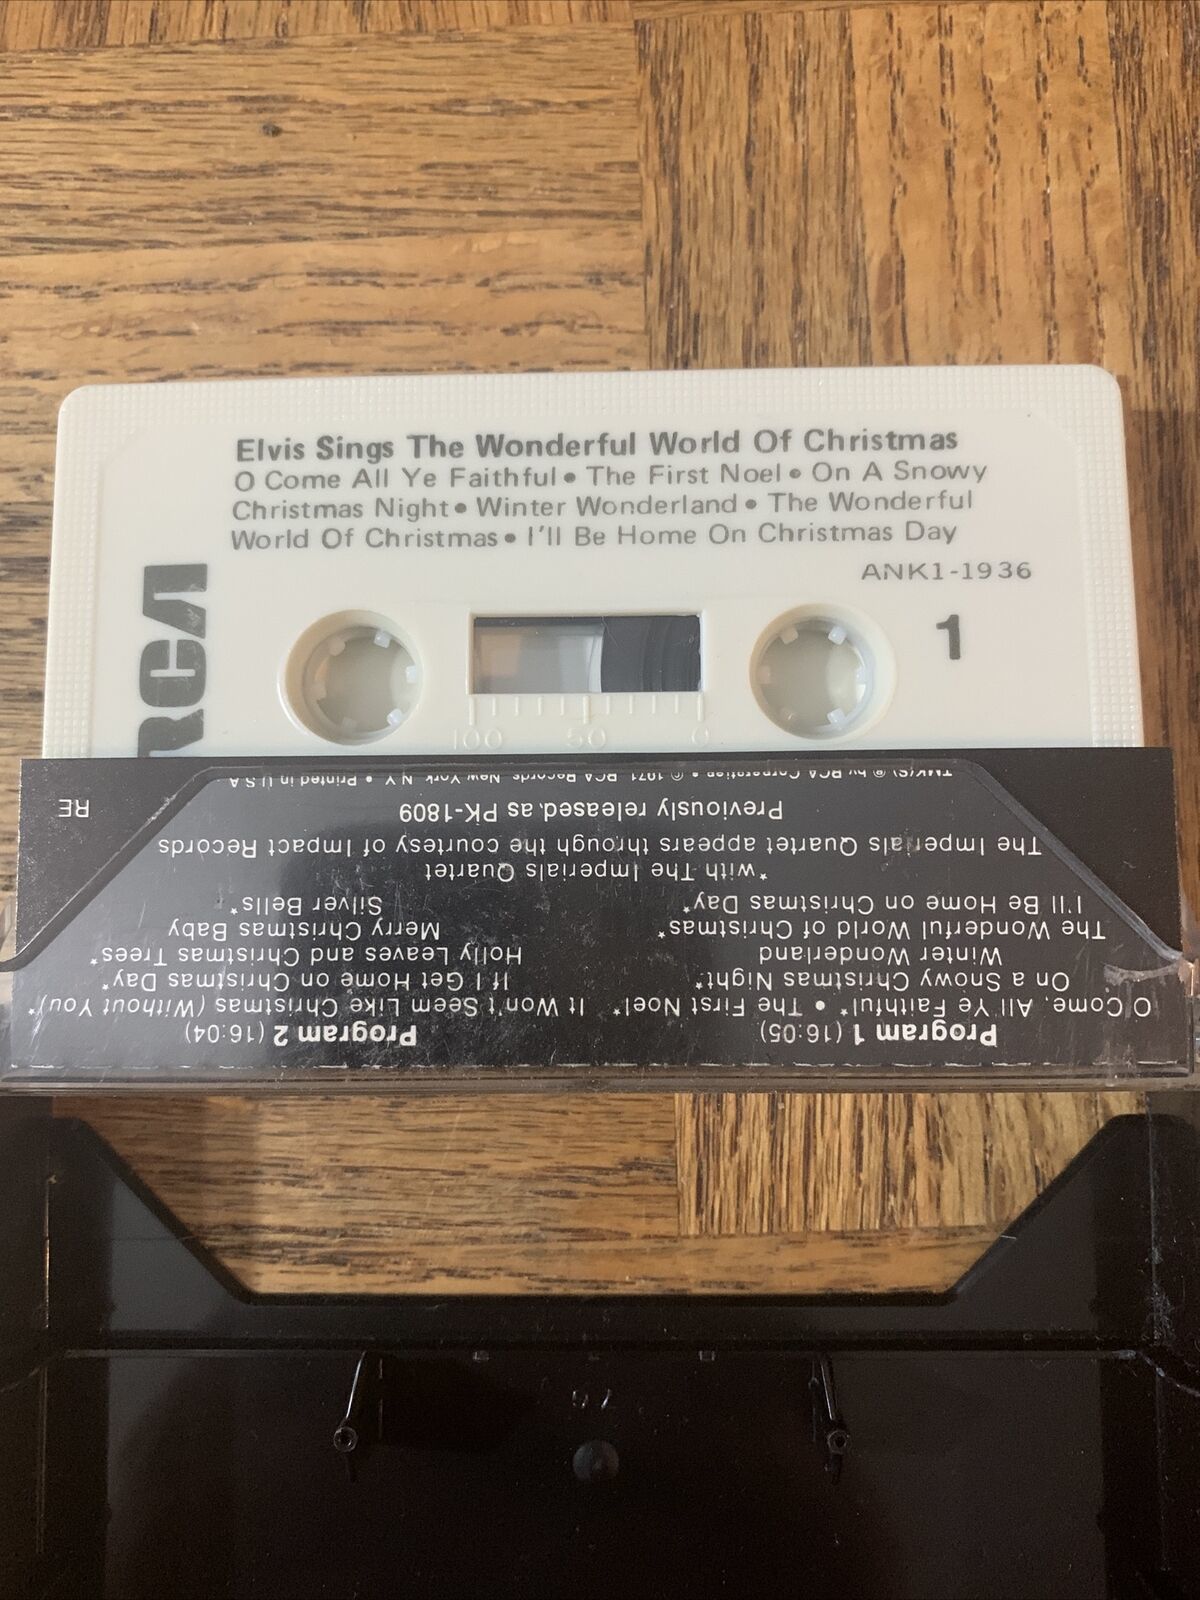 Elvis Sings The Wonderful World Of Christmas
O Come All Ye Faithful • The First Noel • On A Snowy
Christmas Night • Winter Wonderland • The Wonderful
World Of Christmas • I'll Be Home On Christmas Day
ANK1-1936
RCA
1
100 50 0
Program 1 (16:05)
O Come, All Ye Faithful* • The First Noel*
On a Snowy Christmas Night*
Winter Wonderland
The Wonderful World of Christmas*
I'll Be Home on Christmas Day*
Program 2 (16:04)
It Won't Seem Like Christmas (Without You)*
If I Get Home on Christmas Day*
Holly Leaves and Christmas Trees*
Merry Christmas Baby
Silver Bells*
*with The Imperials Quartet
The Imperials Quartet appears through the courtesy of Impact Records
Previously released as PK-1809
TMK(S) ® by RCA Corporation • © 1971, RCA Records, New York, N.Y. • Printed in U.S.A.
RE